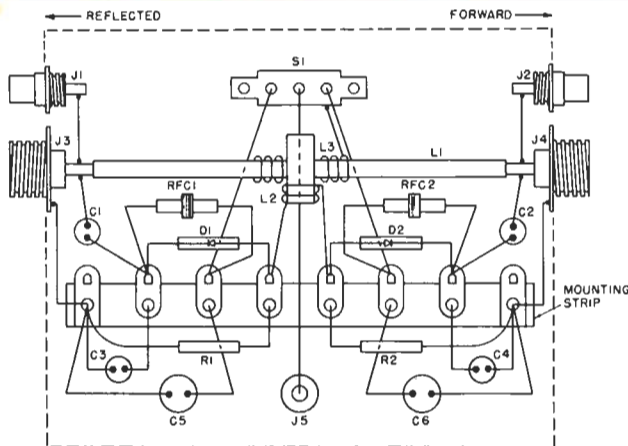 REFLECTED
FORWARD
S1
J1
J2
J3
J4
L3
L1
RFC1
RFC2
L2
C1
C2
D1
D2
MOUNTING
STRIP
C3
R1
R2
C4
C5
J5
C6